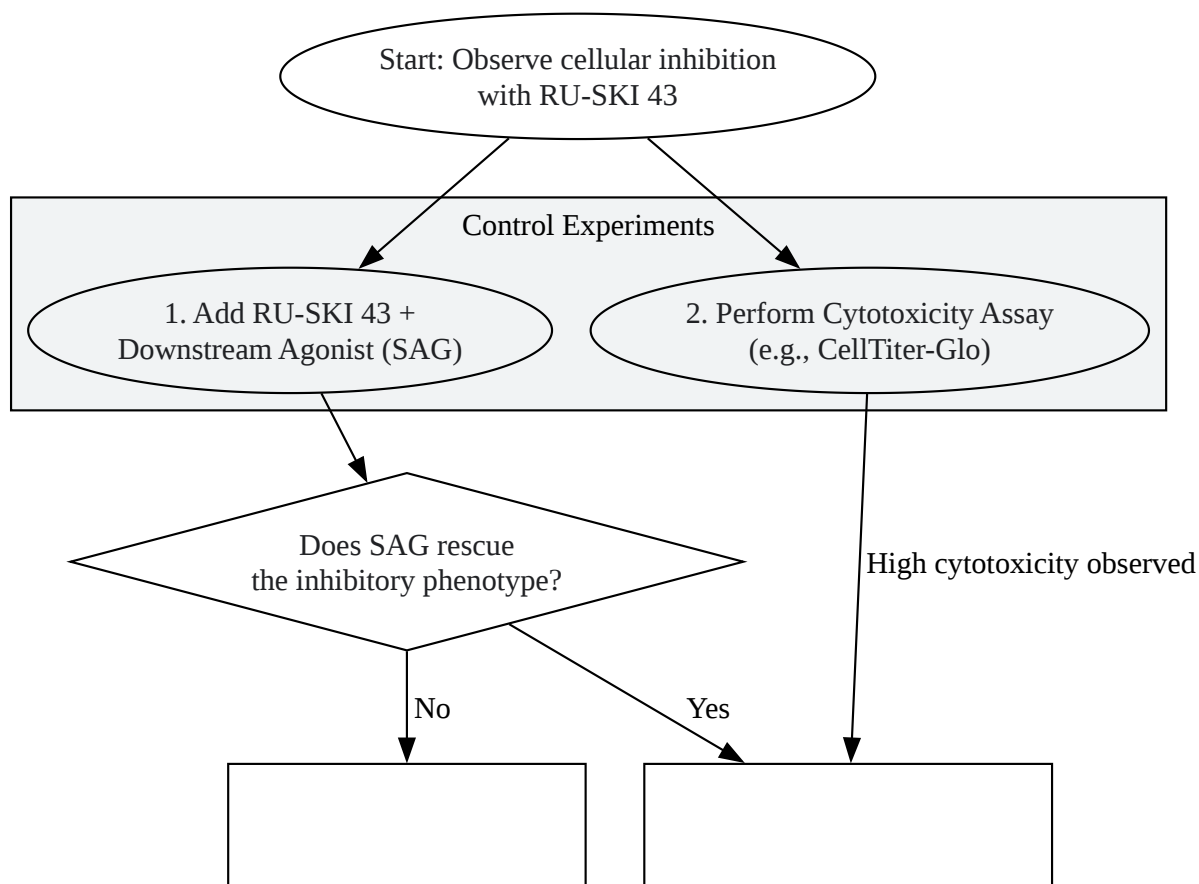 Start: Observe cellular inhibition
with RU-SKI 43
Control Experiments
1. Add RU-SKI 43 +
Downstream Agonist (SAG)
2. Perform Cytotoxicity Assay
(e.g., CellTiter-Glo)
Does SAG rescue
the inhibitory phenotype?
High cytotoxicity observed
No
Yes